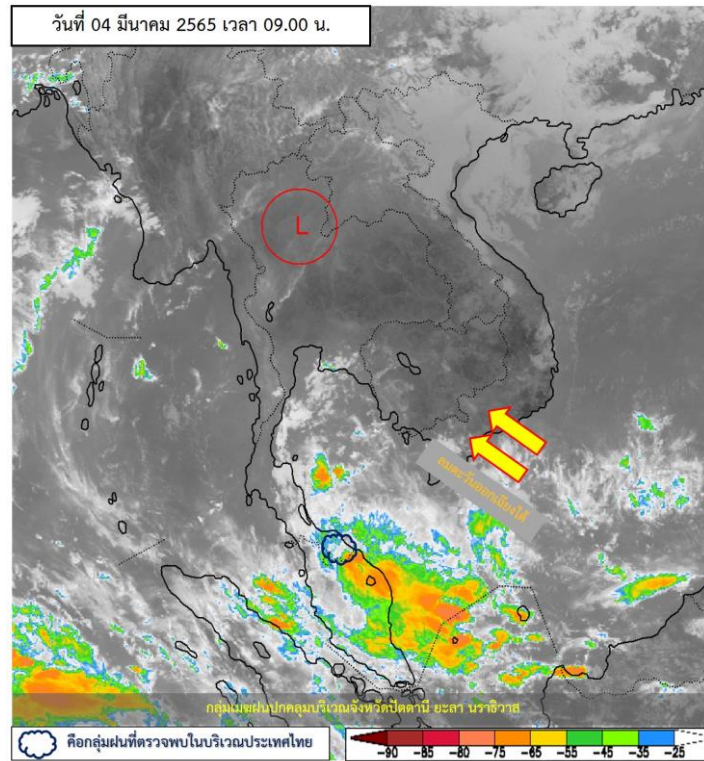 วันที่ 04 มีนาคม 2565 เวลา 09.00 น.
L
ลมตะวันออกเฉียงใต้
กลุ่มเมฆฝนปกคลุมบริเวณจังหวัดปัตตานี ยะลา นราธิวาส
คือกลุ่มฝนที่ตรวจพบในบริเวณประเทศไทย
-90 -85 -80 -75 -70 -65 -55 -45 -35 -25